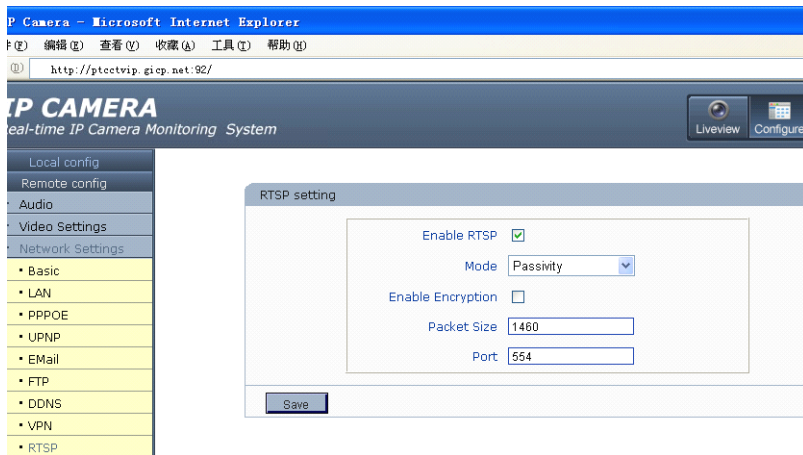 P Camera - Microsoft Internet Explorer
(F) 编辑(E) 查看(V) 收藏(A) 工具(T) 帮助(H)
(D) http://ptcctvip.gicp.net:92/
IP CAMERA
Real-time IP Camera Monitoring System
Liveview Configure
Local config
Remote config
Audio
Video Settings
Network Settings
• Basic
• LAN
• PPPOE
• UPNP
• EMail
• FTP
• DDNS
• VPN
• RTSP
RTSP setting
Enable RTSP
Mode Passivity
Enable Encryption
Packet Size 1460
Port 554
Save